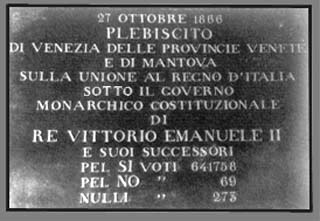 27 OTTOBRE 1866
PLEBISCITO
DI VENEZIA DELLE PROVINCIE VENETE
E DI MANTOVA
SULLA UNIONE AL REGNO D'ITALIA
SOTTO IL GOVERNO
MONARCHICO COSTITUZIONALE
DI
RE VITTORIO EMANUELE II
E SUOI SUCCESSORI
PEL SI VOTI 641758
PEL NO " 69
NULLI " 273